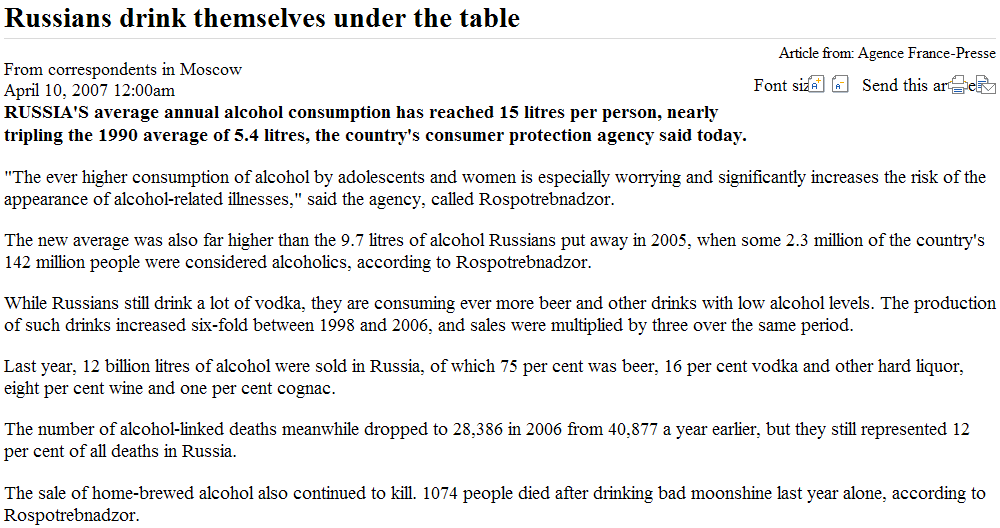 Russians drink themselves under the table
Article from: Agence France-Presse
From correspondents in Moscow
April 10, 2007 12:00am
Font siz
Send this ar
RUSSIA'S average annual alcohol consumption has reached 15 litres per person, nearly
tripling the 1990 average of 5.4 litres, the country's consumer protection agency said today.
"The ever higher consumption of alcohol by adolescents and women is especially worrying and significantly increases the risk of the
appearance of alcohol-related illnesses," said the agency, called Rospotrebnadzor.
The new average was also far higher than the 9.7 litres of alcohol Russians put away in 2005, when some 2.3 million of the country's
142 million people were considered alcoholics, according to Rospotrebnadzor.
While Russians still drink a lot of vodka, they are consuming ever more beer and other drinks with low alcohol levels. The production
of such drinks increased six-fold between 1998 and 2006, and sales were multiplied by three over the same period.
Last year, 12 billion litres of alcohol were sold in Russia, of which 75 per cent was beer, 16 per cent vodka and other hard liquor,
eight per cent wine and one per cent cognac.
The number of alcohol-linked deaths meanwhile dropped to 28,386 in 2006 from 40,877 a year earlier, but they still represented 12
per cent of all deaths in Russia.
The sale of home-brewed alcohol also continued to kill. 1074 people died after drinking bad moonshine last year alone, according to
Rospotrebnadzor.